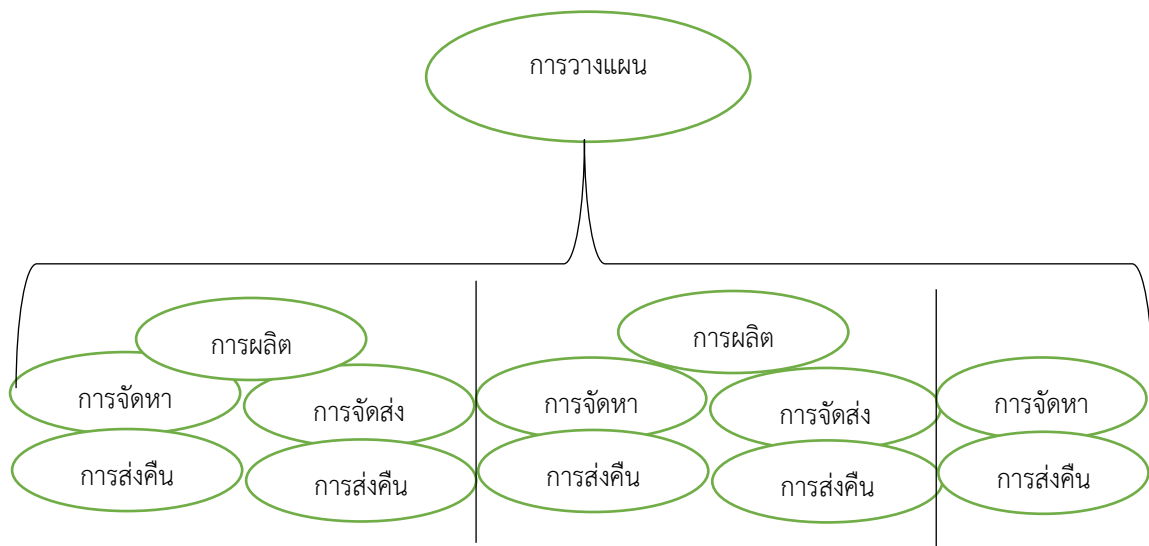 การวางแผน
การผลิต
การจัดหา
การจัดส่ง
การส่งคืน
การส่งคืน
การผลิต
การจัดหา
การจัดส่ง
การส่งคืน
การส่งคืน
การจัดหา
การส่งคืน